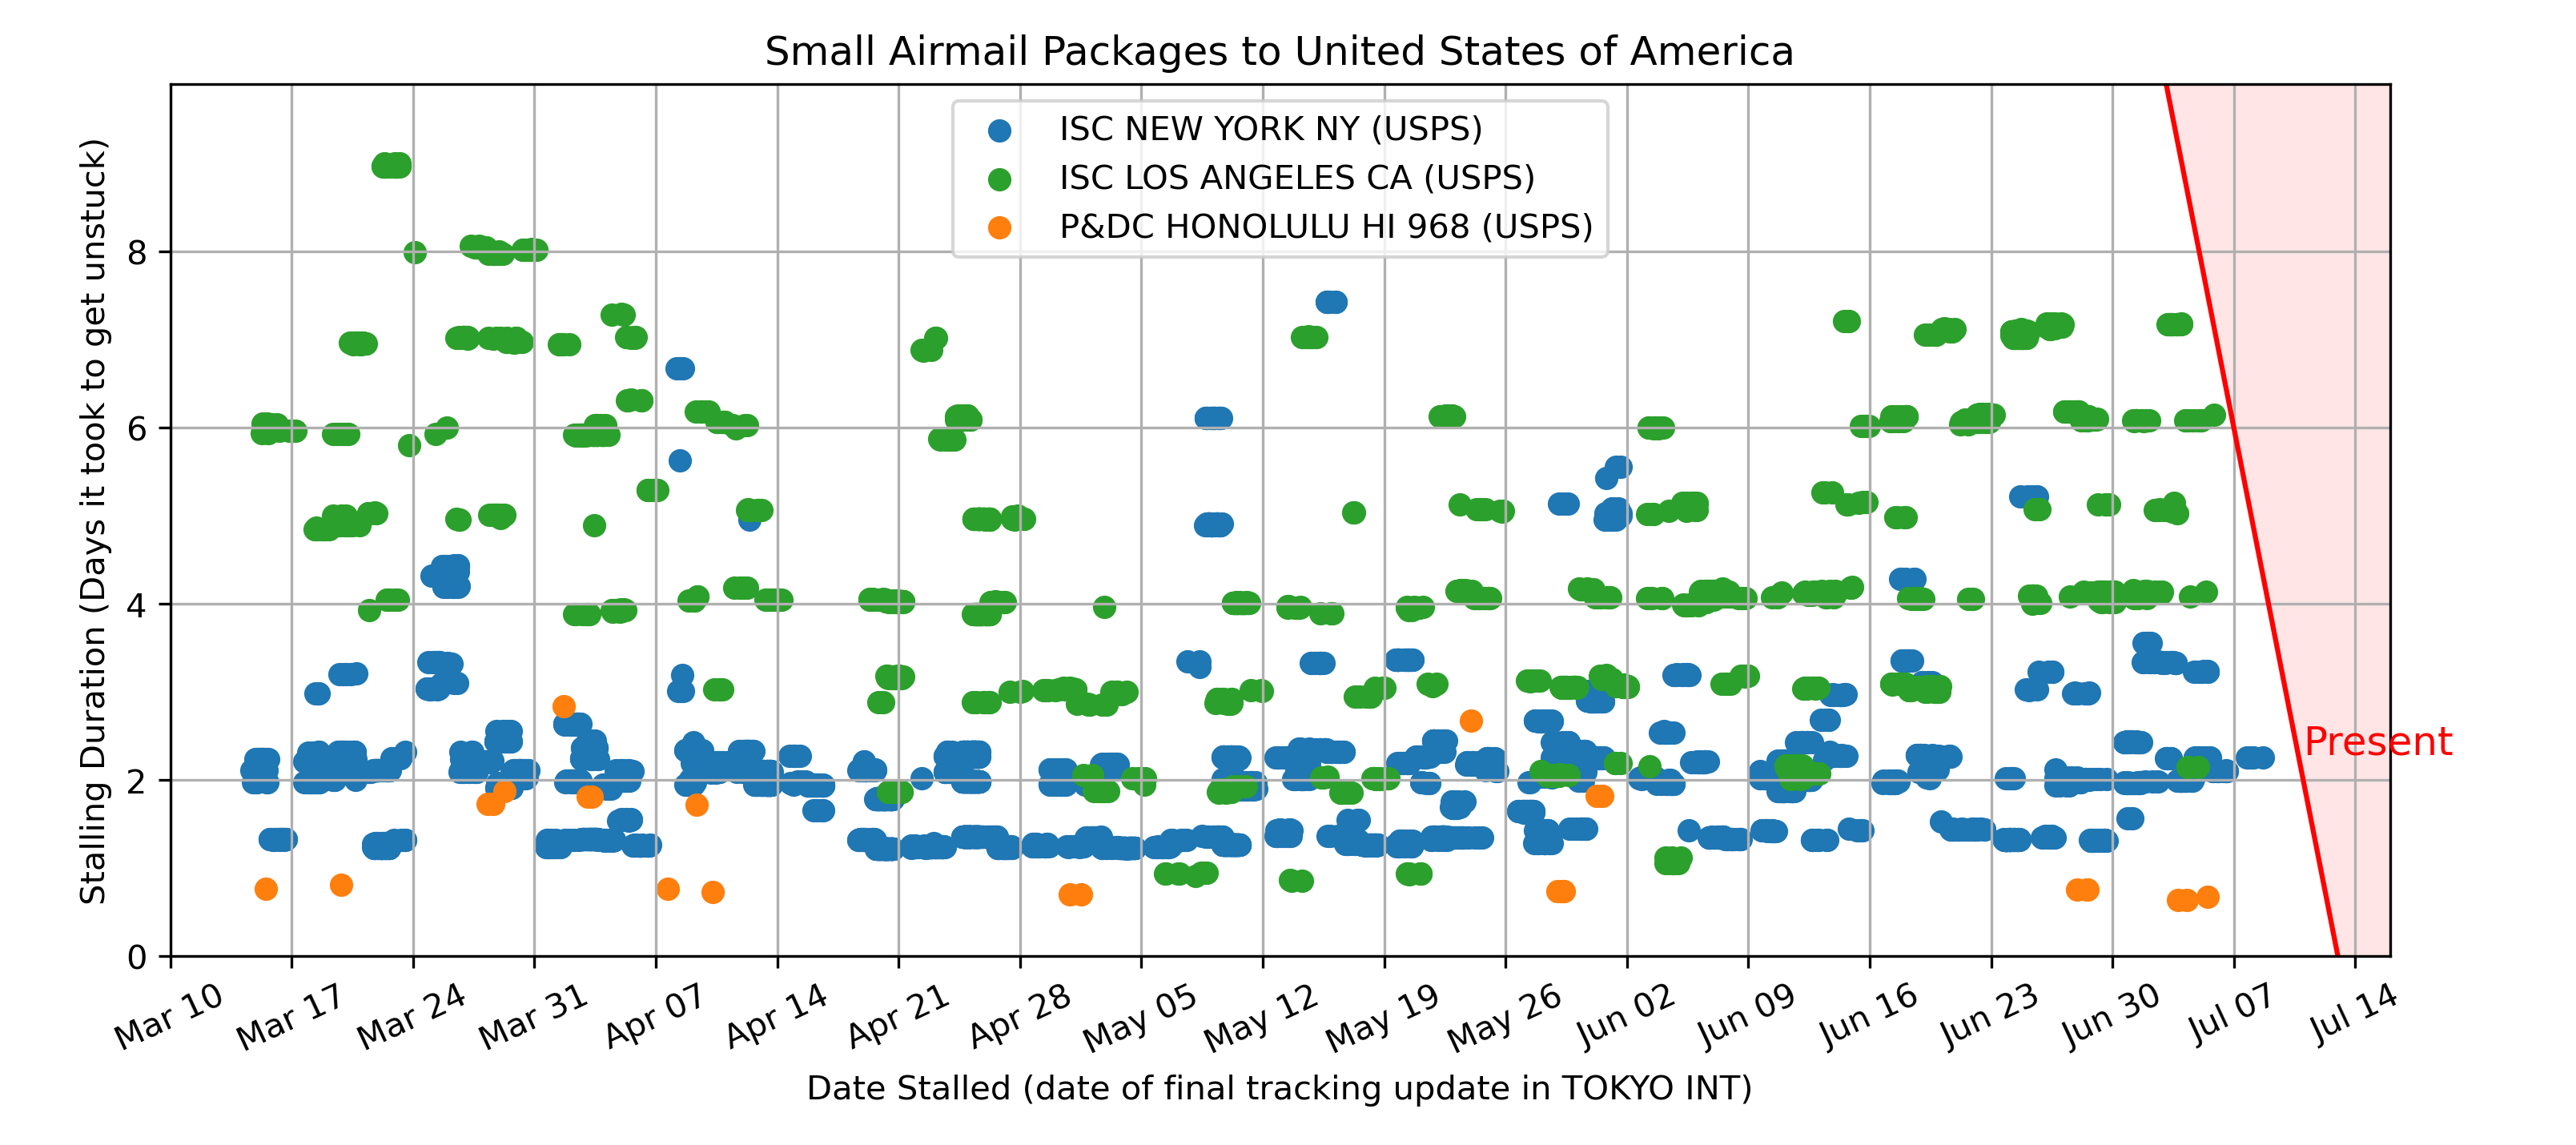 Small Airmail Packages to United States of America
ISC NEW YORK NY (USPS)
ISC LOS ANGELES CA (USPS)
P&DC HONOLULU HI 968 (USPS)
Stalling Duration (Days it took to get unstuck)
8
6
4
2
0
Present
Mar 10 Mar 17 Mar 24 Mar 31 Apr 07 Apr 14 Apr 21 Apr 28 May 05 May 12 May 19 May 26 Jun 02 Jun 09 Jun 16 Jun 23 Jun 30 Jul 07 Jul 14
Date Stalled (date of final tracking update in TOKYO INT)